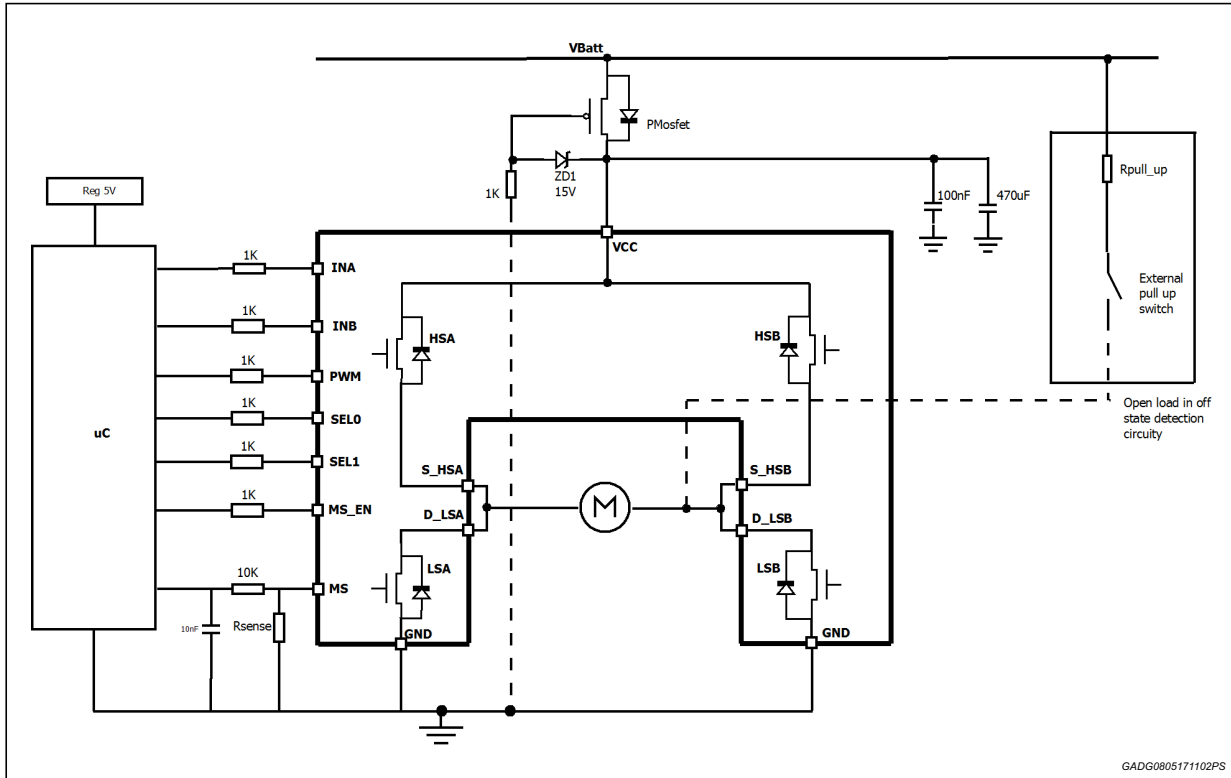 VBatt
PMosfet
ZD1
15V
1K
100nF
470uF
Rpull_up
External
pull up
switch
Open load in off
state detection
circuity
Reg 5V
uC
1K
INA
1K
INB
1K
PWM
1K
SEL0
1K
SEL1
1K
MS_EN
10K
MS
10nF
Rsense
VCC
HSA
HSB
S_HSA
S_HSB
D_LSA
D_LSB
M
LSA
LSB
GND
GND
GADG0805171102PS